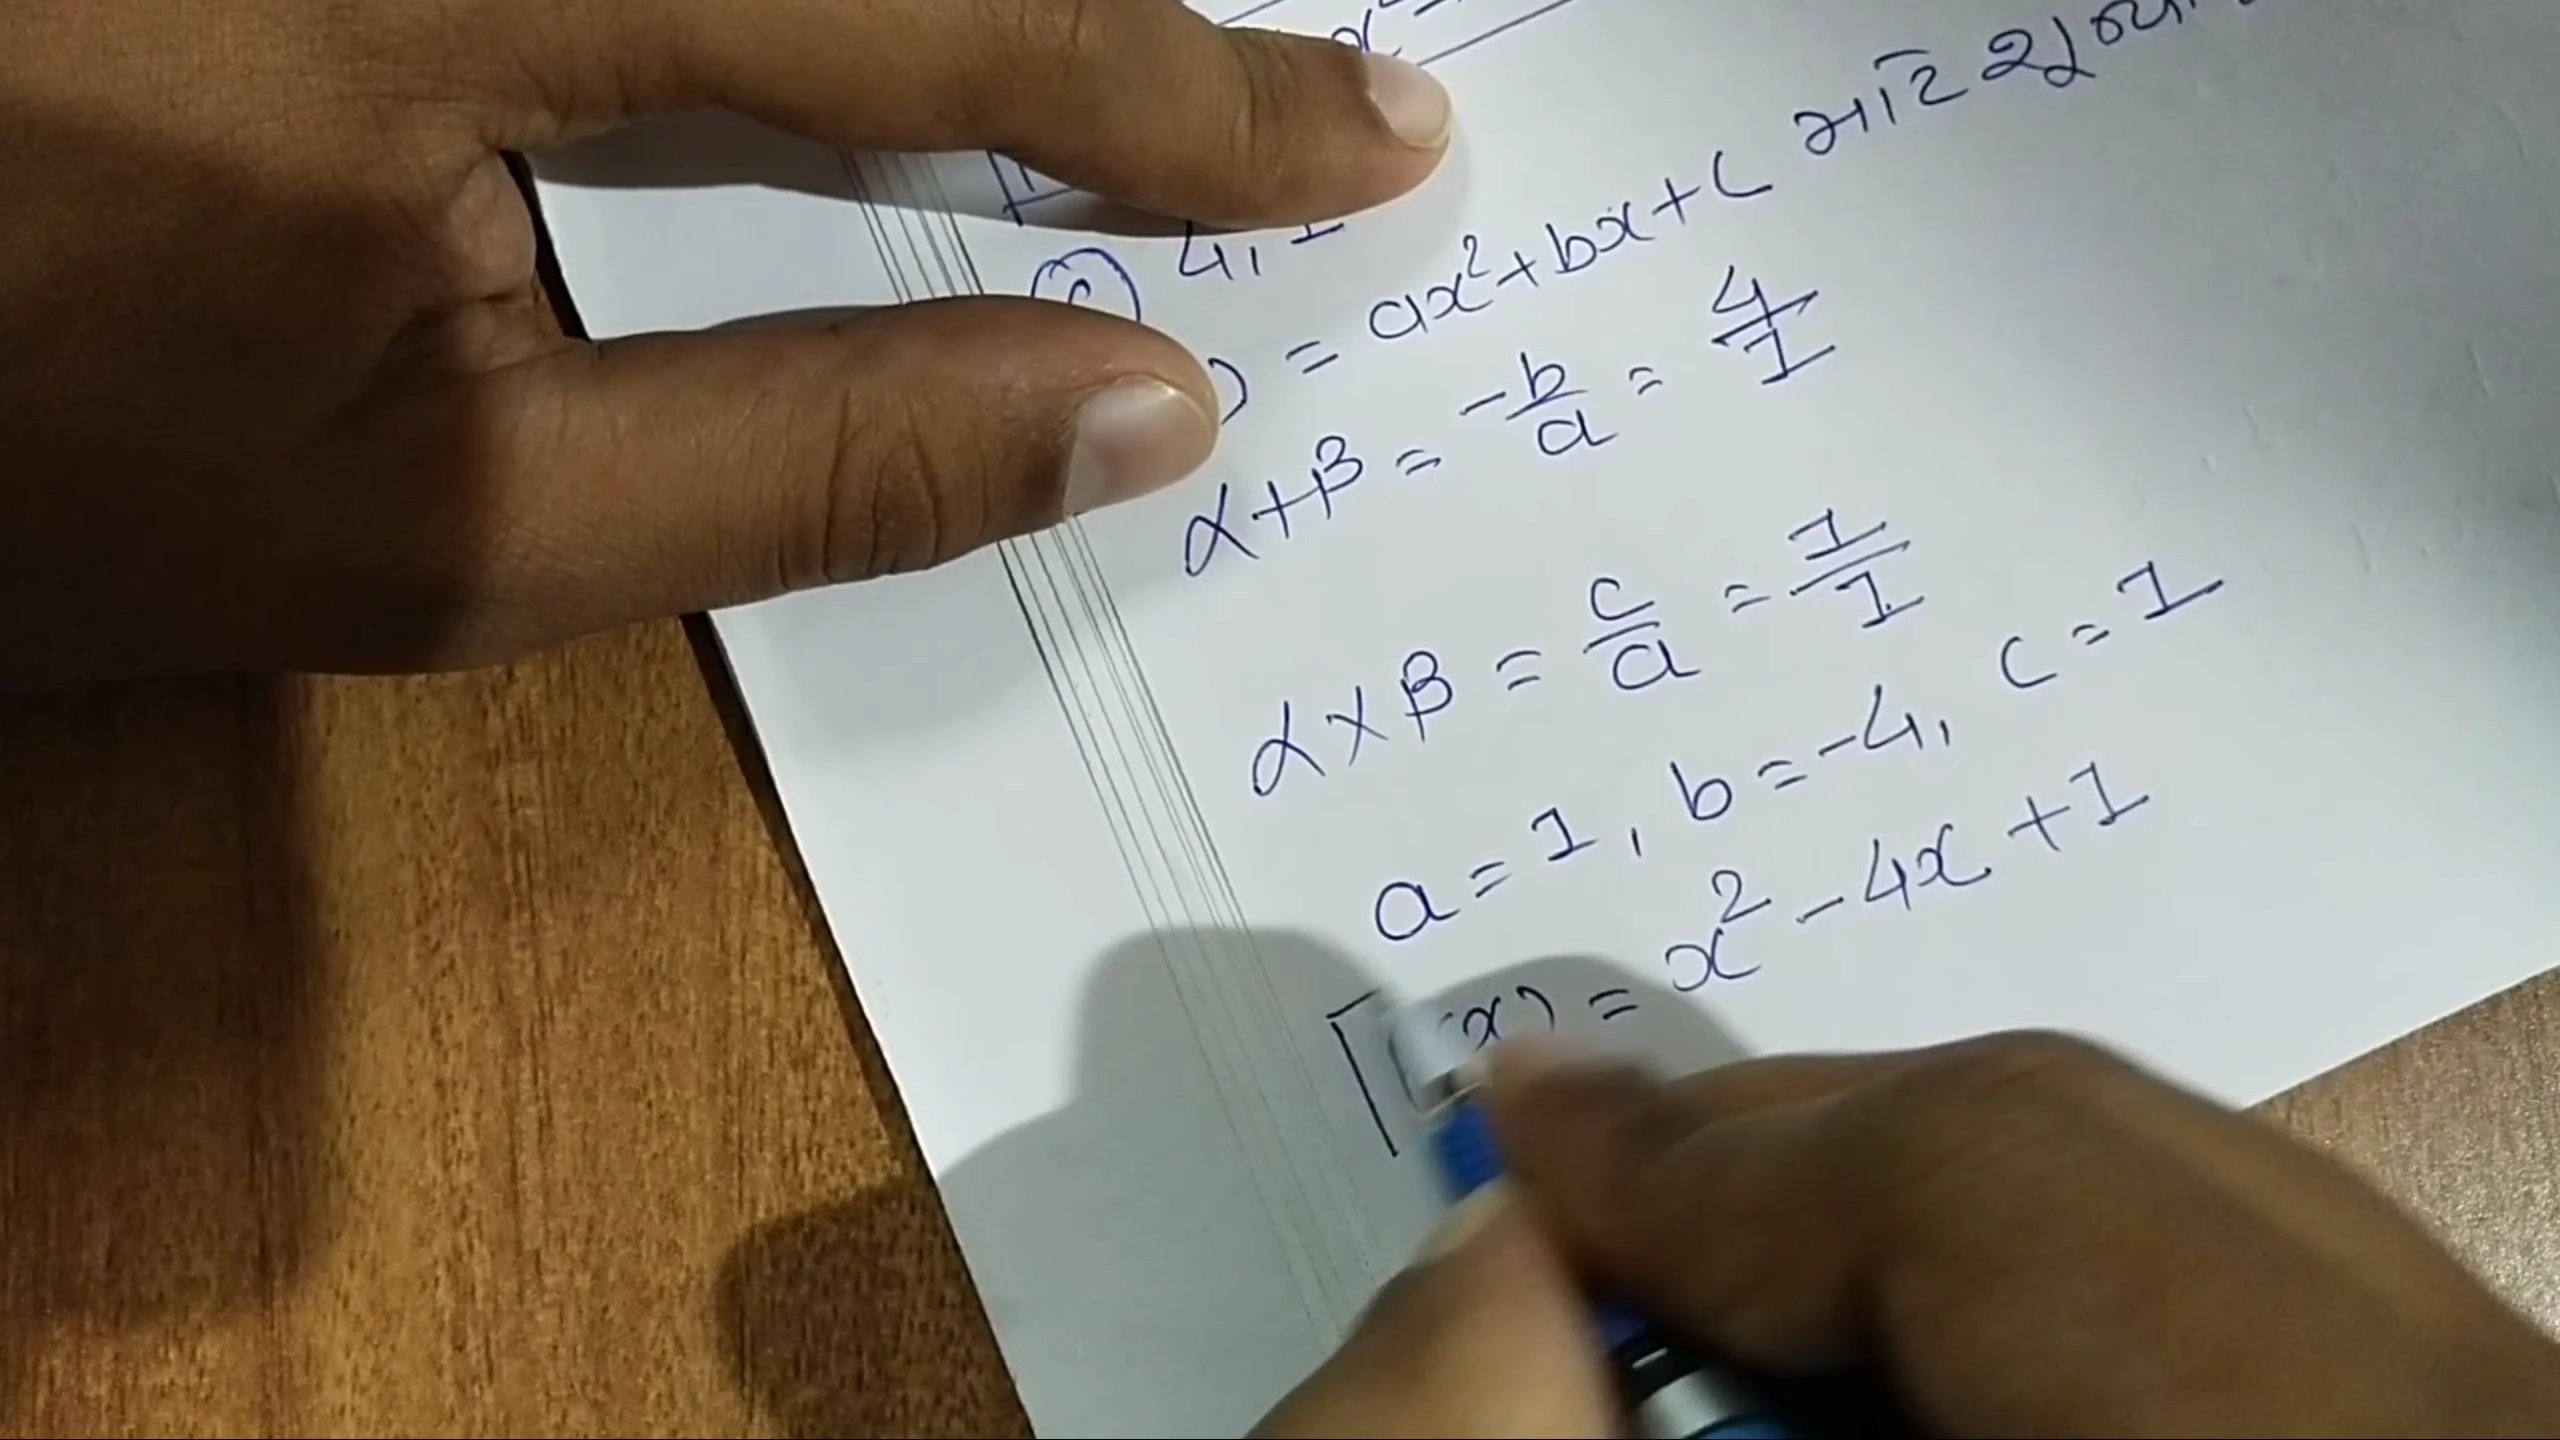 4, 1
) = ax² + bx + c માટે શૂન્યો
α + β = -b/a = 4/1
α × β = c/a = 1/1
a = 1, b = -4, c = 1
x) = x² - 4x + 1